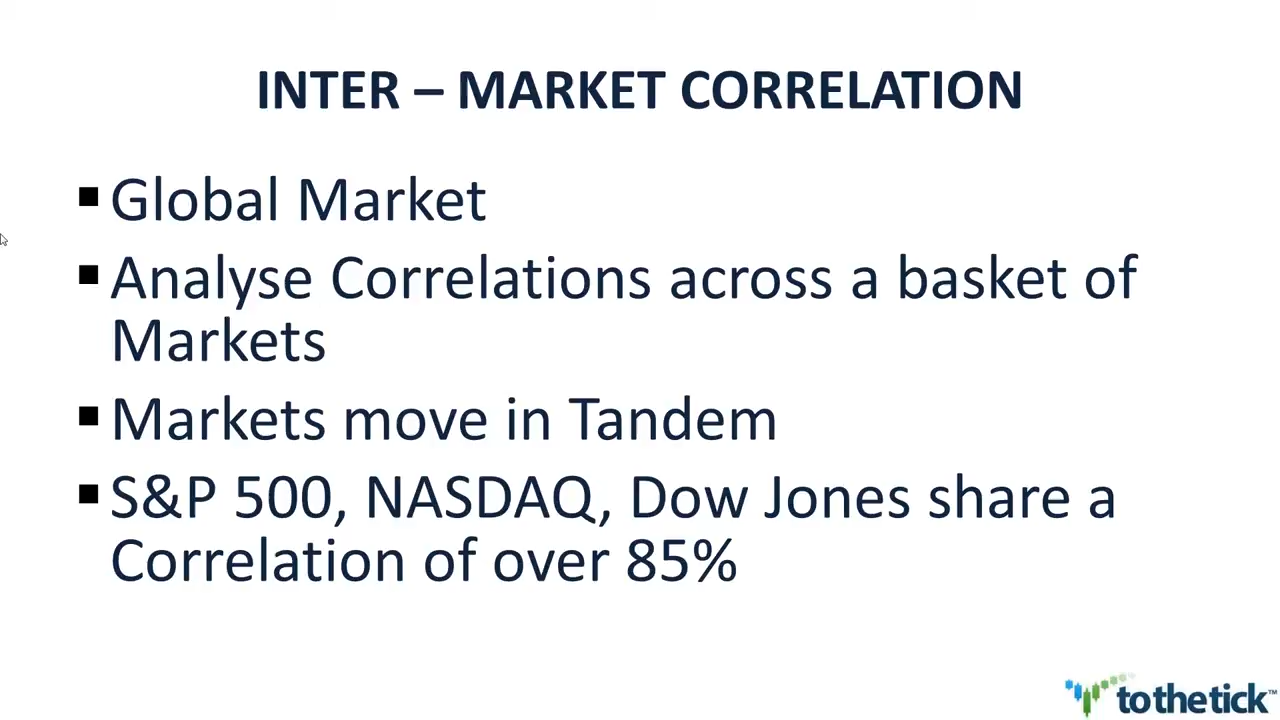 INTER – MARKET CORRELATION
▪Global Market
▪Analyse Correlations across a basket of
Markets
▪Markets move in Tandem
▪S&P 500, NASDAQ, Dow Jones share a
Correlation of over 85%
tothetick™